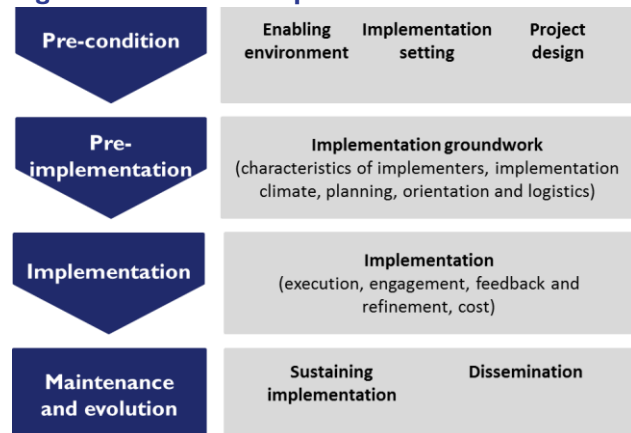 Pre-condition
Enabling environment
Implementation setting
Project design
Pre-
implementation
Implementation groundwork
(characteristics of implementers, implementation
climate, planning, orientation and logistics)
Implementation
Implementation
(execution, engagement, feedback and
refinement, cost)
Maintenance
and evolution
Sustaining
implementation
Dissemination